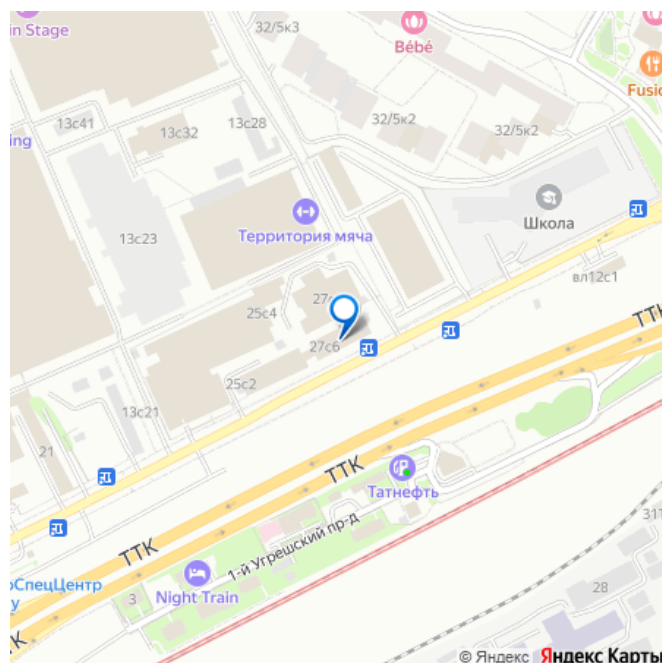 in Stage
32/5к3
Bébé
Fusio
13с41
13с32
13с28
32/5к2
32/5к2
ing
13с23
Территория мяча
Школа
вл12с1
ТТК
25с4
27с
27с6
25с2
13с21
21
ТТК
Татнефть
1-й Угрешский пр-д
ТТК
31Т
оСпецЦентр
у
3
Night Train
28
К
© Яндекс Яндекс Карты